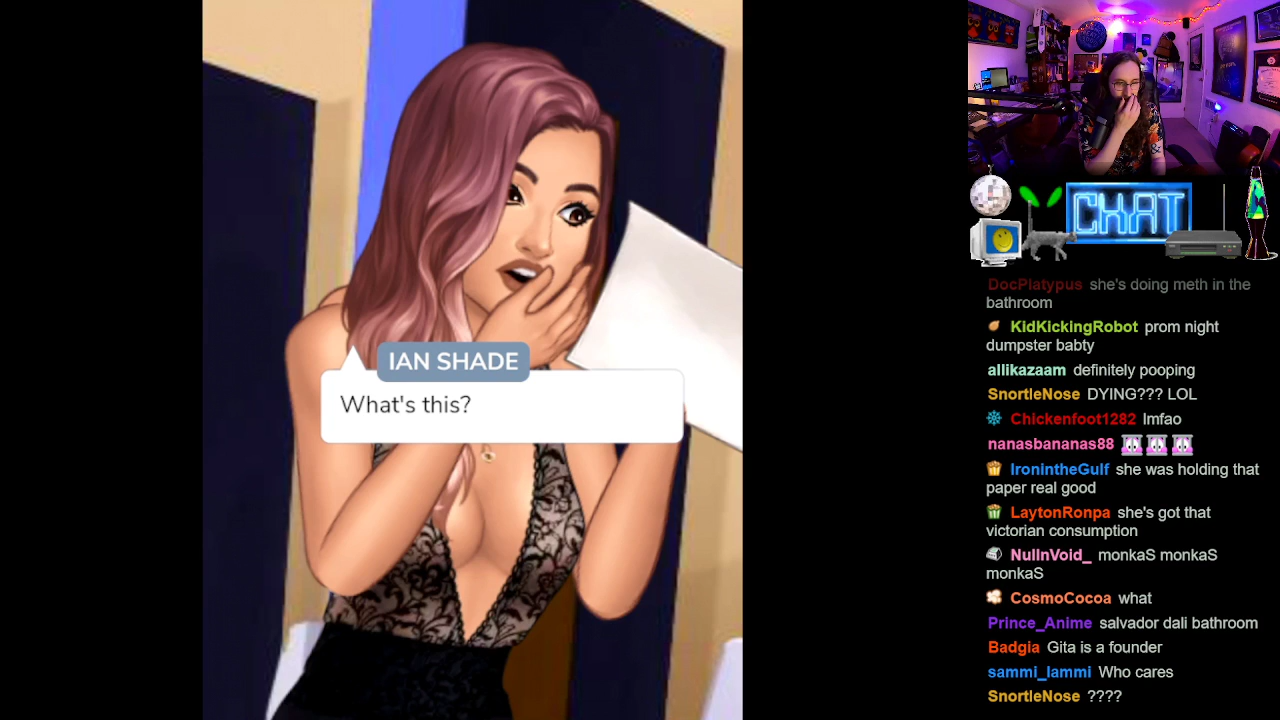 IAN SHADE
What's this?
CHAT
DocPlatypus she's doing meth in the
bathroom
KidKickingRobot prom night
dumpster babty
allikazaam definitely pooping
SnortleNose DYING??? LOL
Chickenfoot1282 lmfao
nanasbananas88
IronintheGulf she was holding that
paper real good
LaytonRonpa she's got that
victorian consumption
NullnVoid_ monkaS monkaS
monkaS
CosmoCocoa what
Prince_Anime salvador dali bathroom
Badgia Gita is a founder
sammi_lammi Who cares
SnortleNose ????